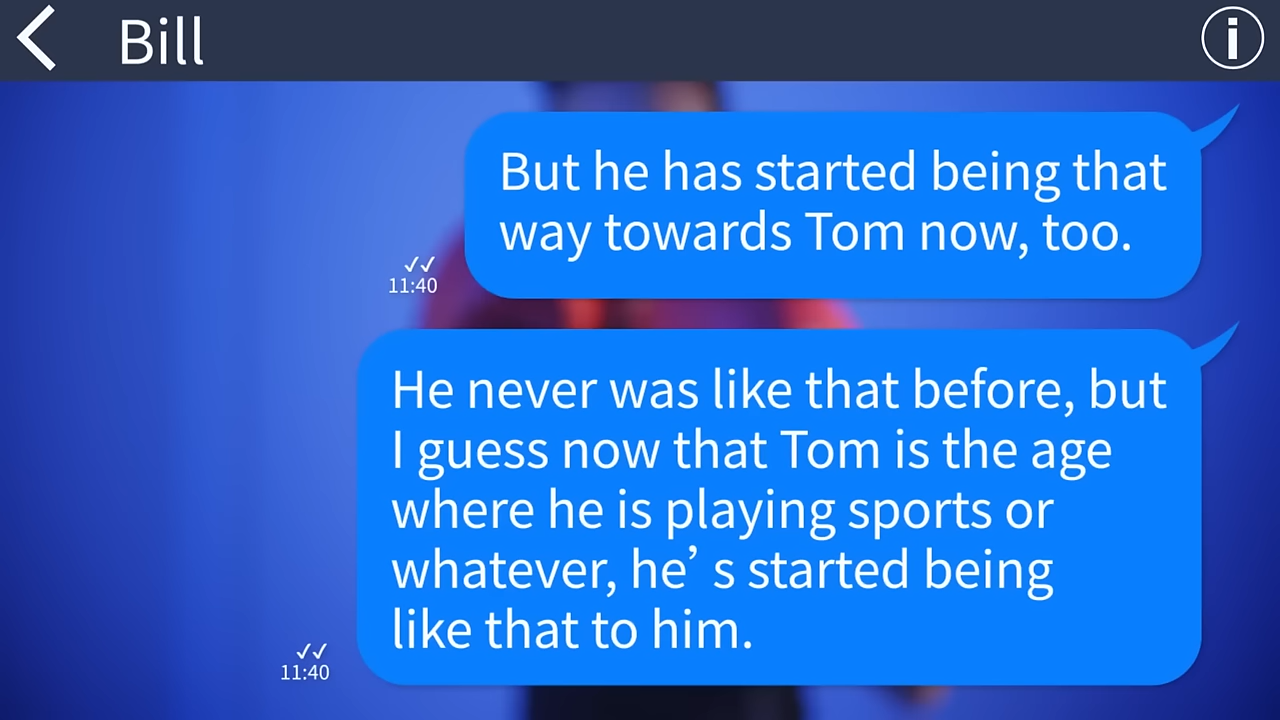 Bill
But he has started being that
way towards Tom now, too.
11:40
He never was like that before, but
I guess now that Tom is the age
where he is playing sports or
whatever, he’s started being
like that to him.
11:40